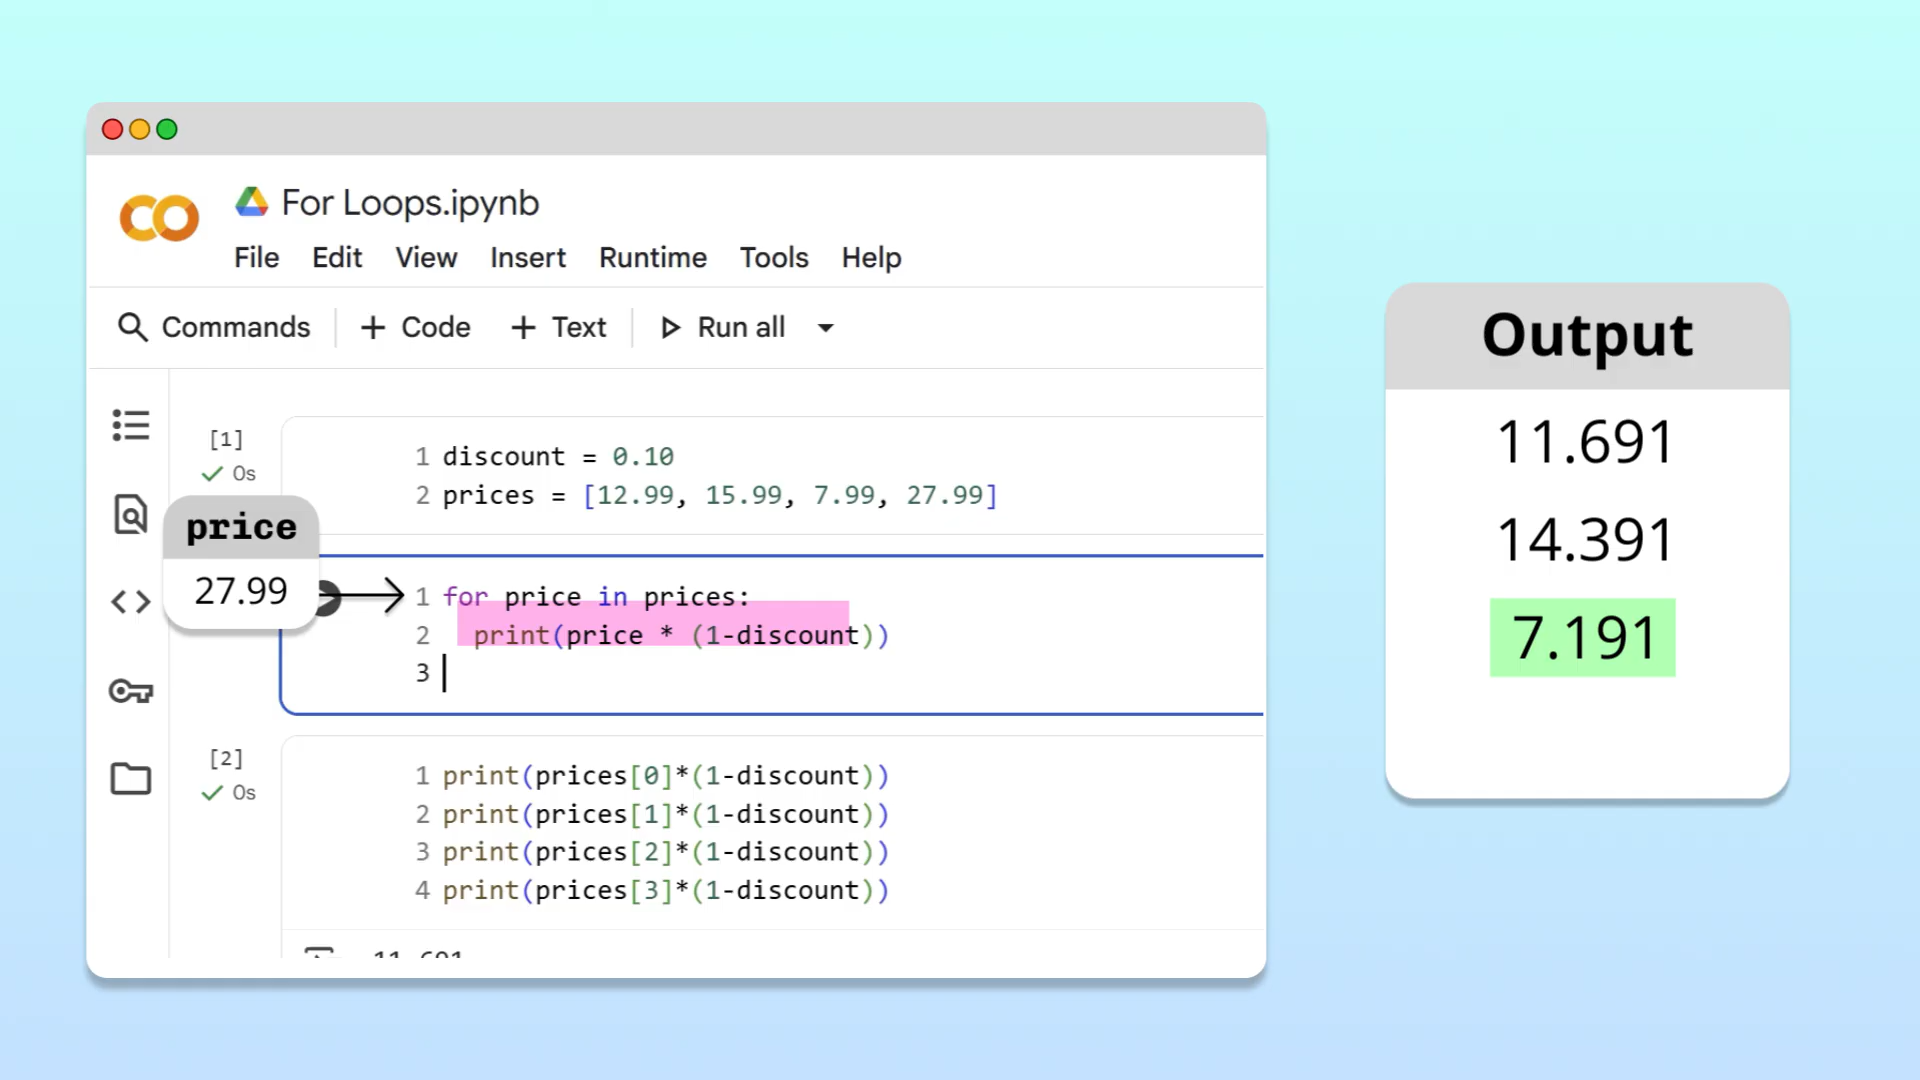 For Loops.ipynb
File Edit View Insert Runtime Tools Help
Commands + Code + Text Run all
[1]
0s
1 discount = 0.10
2 prices = [12.99, 15.99, 7.99, 27.99]
price
27.99
1 for price in prices:
2 print(price * (1-discount))
3
[2]
0s
1 print(prices[0]*(1-discount))
2 print(prices[1]*(1-discount))
3 print(prices[2]*(1-discount))
4 print(prices[3]*(1-discount))
11.691
Output
11.691
14.391
7.191